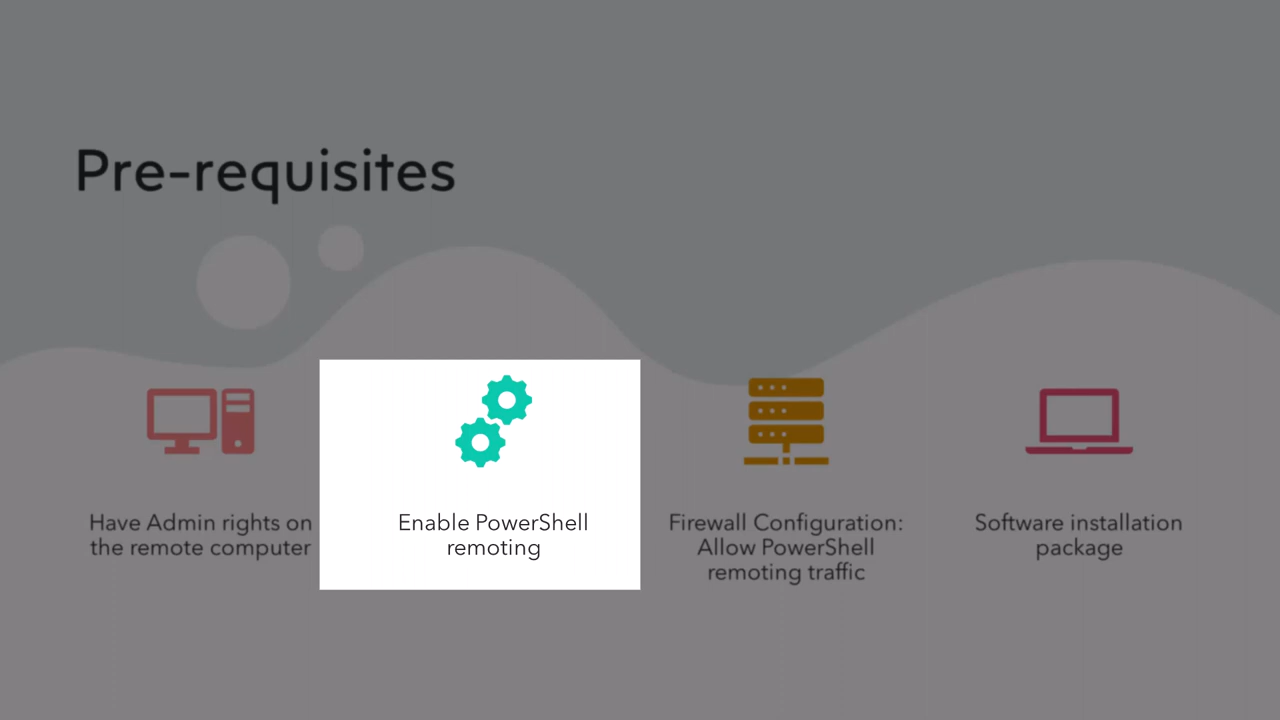 Pre-requisites
Have Admin rights on
the remote computer
Enable PowerShell
remoting
Firewall Configuration:
Allow PowerShell
remoting traffic
Software installation
package